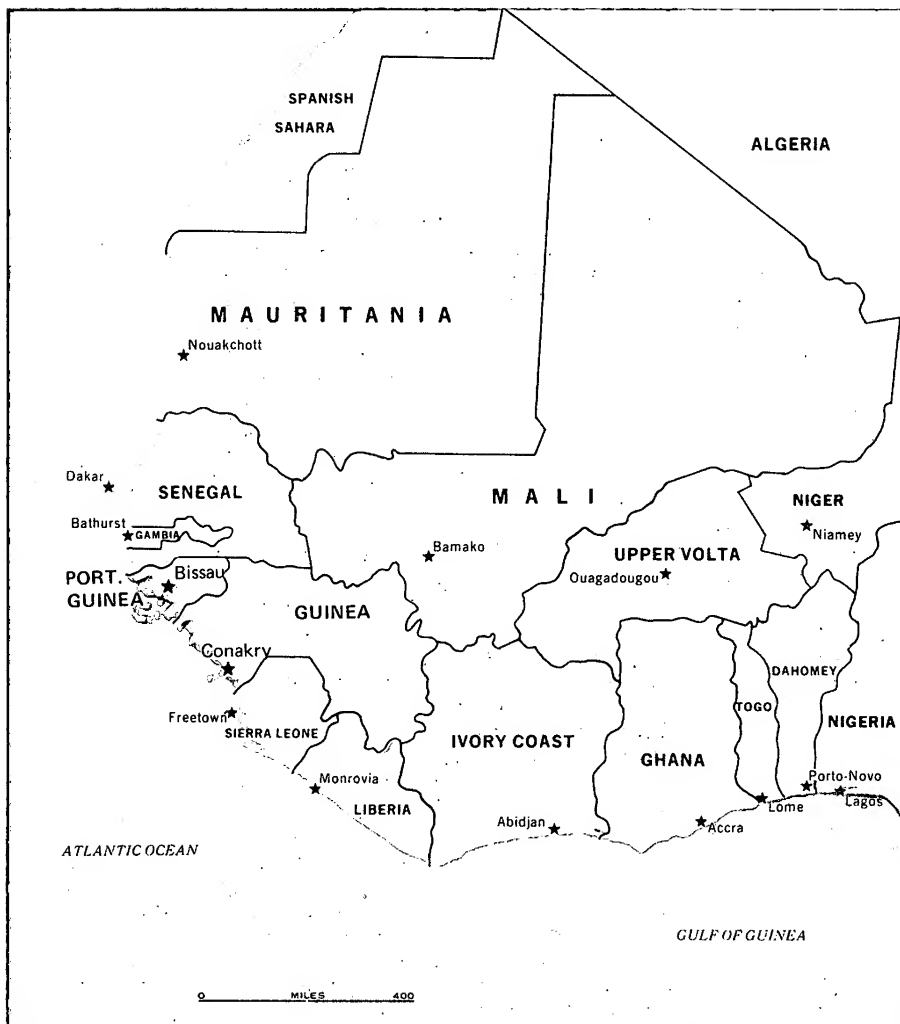 SPANISH
SAHARA
ALGERIA
MAURITANIA
Nouakchott
Dakar
SENEGAL
MALI
NIGER
Bathurst
GAMBIA
Niamey
Bamako
UPPER VOLTA
Ouagadougou
PORT.
GUINEA
Bissau
GUINEA
Conakry
DAHOMEY
TOGO
Freetown
SIERRA LEONE
IVORY COAST
NIGERIA
GHANA
Monrovia
LIBERIA
Porto-Novo
Lome
Lagos
Abidjan
Accra
ATLANTIC OCEAN
GULF OF GUINEA
0 MILES 400